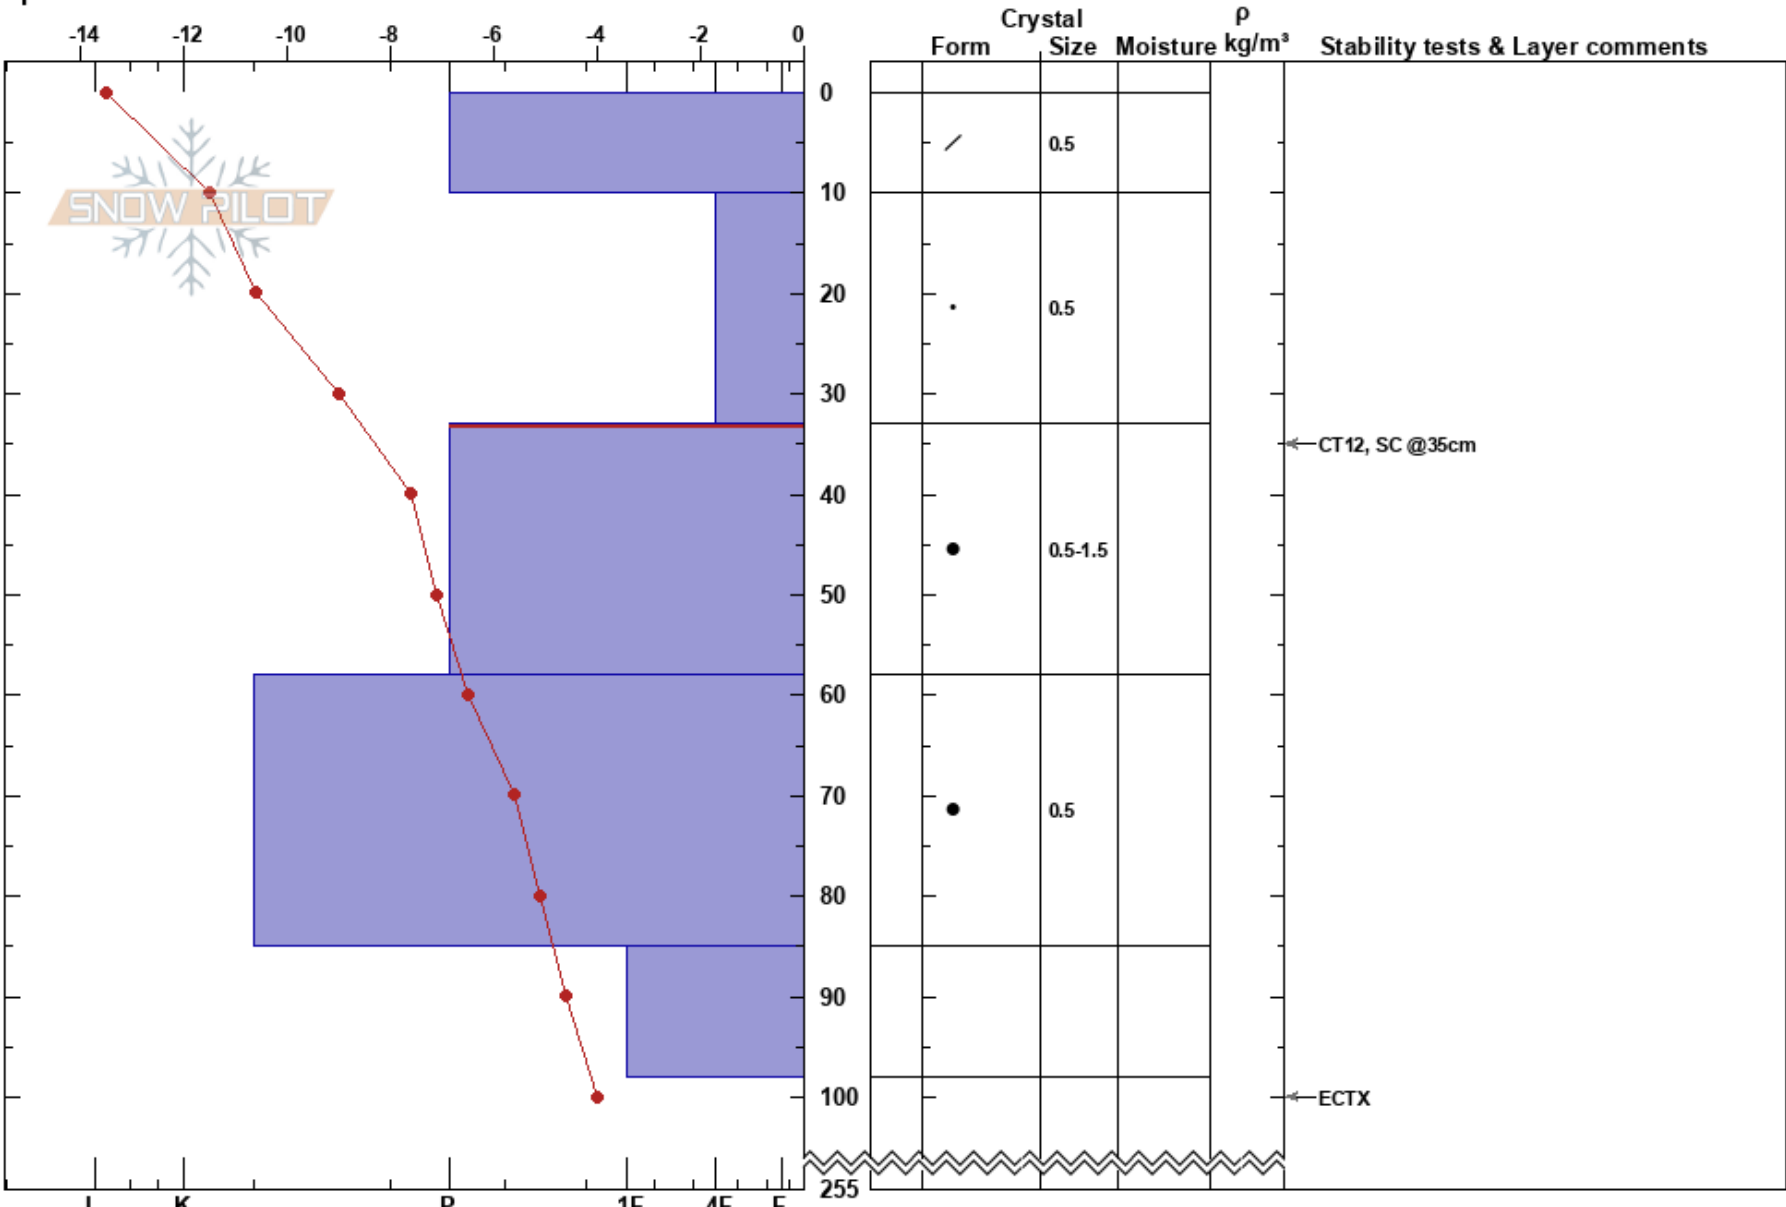 Crystal ρ
-14 -12 -10 -8 -6 -4 -2 0 Form Size Moisture kg/m³ Stability tests & Layer comments
0
0.5
SNOW PILOT
10
20 0.5
30
CT12, SC @35cm
40
0.5-1.5
50
60
70
0.5
80
90
100 ECTX
255
I K P 1F 4F F